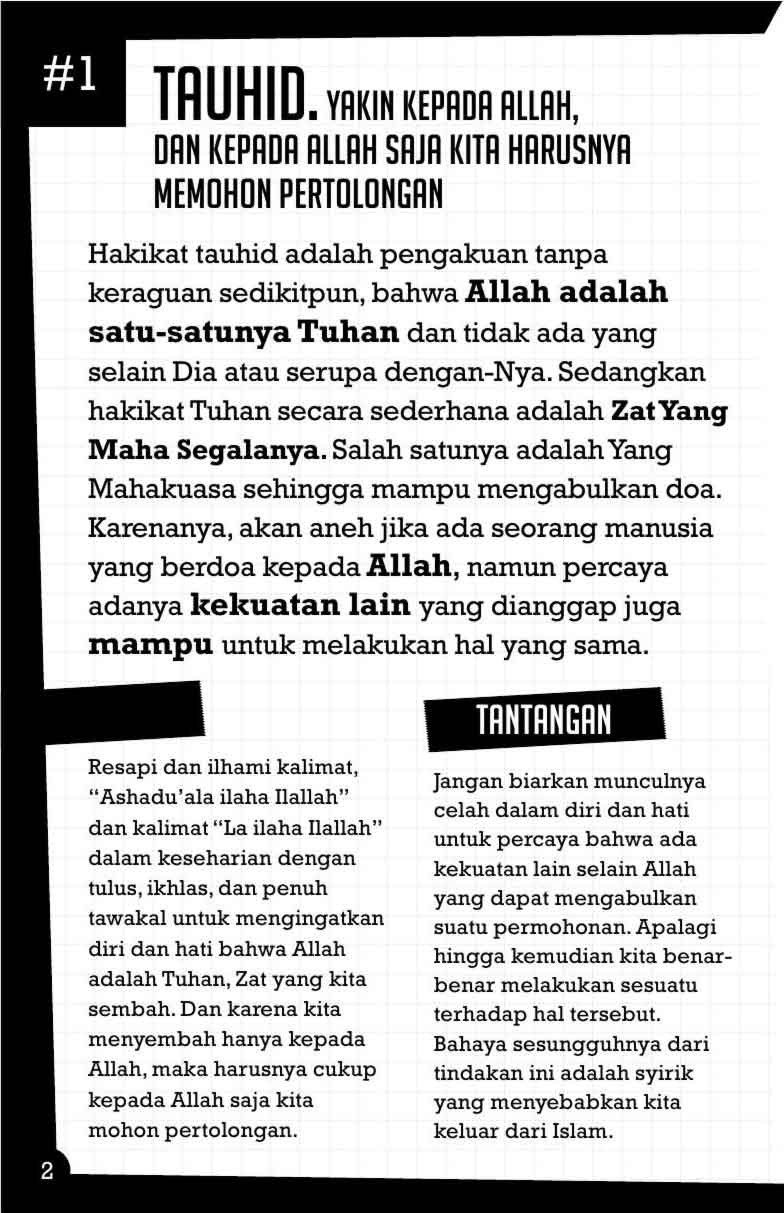 #1
TAUHID. YAKIN KEPADA ALLAH,
DAN KEPADA ALLAH SAJA KITA HARUSNYA
MEMOHON PERTOLONGAN
Hakikat tauhid adalah pengakuan tanpa
keraguan sedikitpun, bahwa Allah adalah
satu-satunya Tuhan dan tidak ada yang
selain Dia atau serupa dengan-Nya. Sedangkan
hakikat Tuhan secara sederhana adalah Zat Yang
Maha Segalanya. Salah satunya adalah Yang
Mahakuasa sehingga mampu mengabulkan doa.
Karenanya, akan aneh jika ada seorang manusia
yang berdoa kepada Allah, namun percaya
adanya kekuatan lain yang dianggap juga
mampu untuk melakukan hal yang sama.
Resapi dan ilhami kalimat,
“Ashadu’ala ilaha Ilallah”
dan kalimat “La ilaha Ilallah”
dalam keseharian dengan
tulus, ikhlas, dan penuh
tawakal untuk mengingatkan
diri dan hati bahwa Allah
adalah Tuhan, Zat yang kita
sembah. Dan karena kita
menyembah hanya kepada
Allah, maka harusnya cukup
kepada Allah saja kita
mohon pertolongan.
TANTANGAN
Jangan biarkan munculnya
celah dalam diri dan hati
untuk percaya bahwa ada
kekuatan lain selain Allah
yang dapat mengabulkan
suatu permohonan. Apalagi
hingga kemudian kita benar-
benar melakukan sesuatu
terhadap hal tersebut.
Bahaya sesungguhnya dari
tindakan ini adalah syirik
yang menyebabkan kita
keluar dari Islam.
2